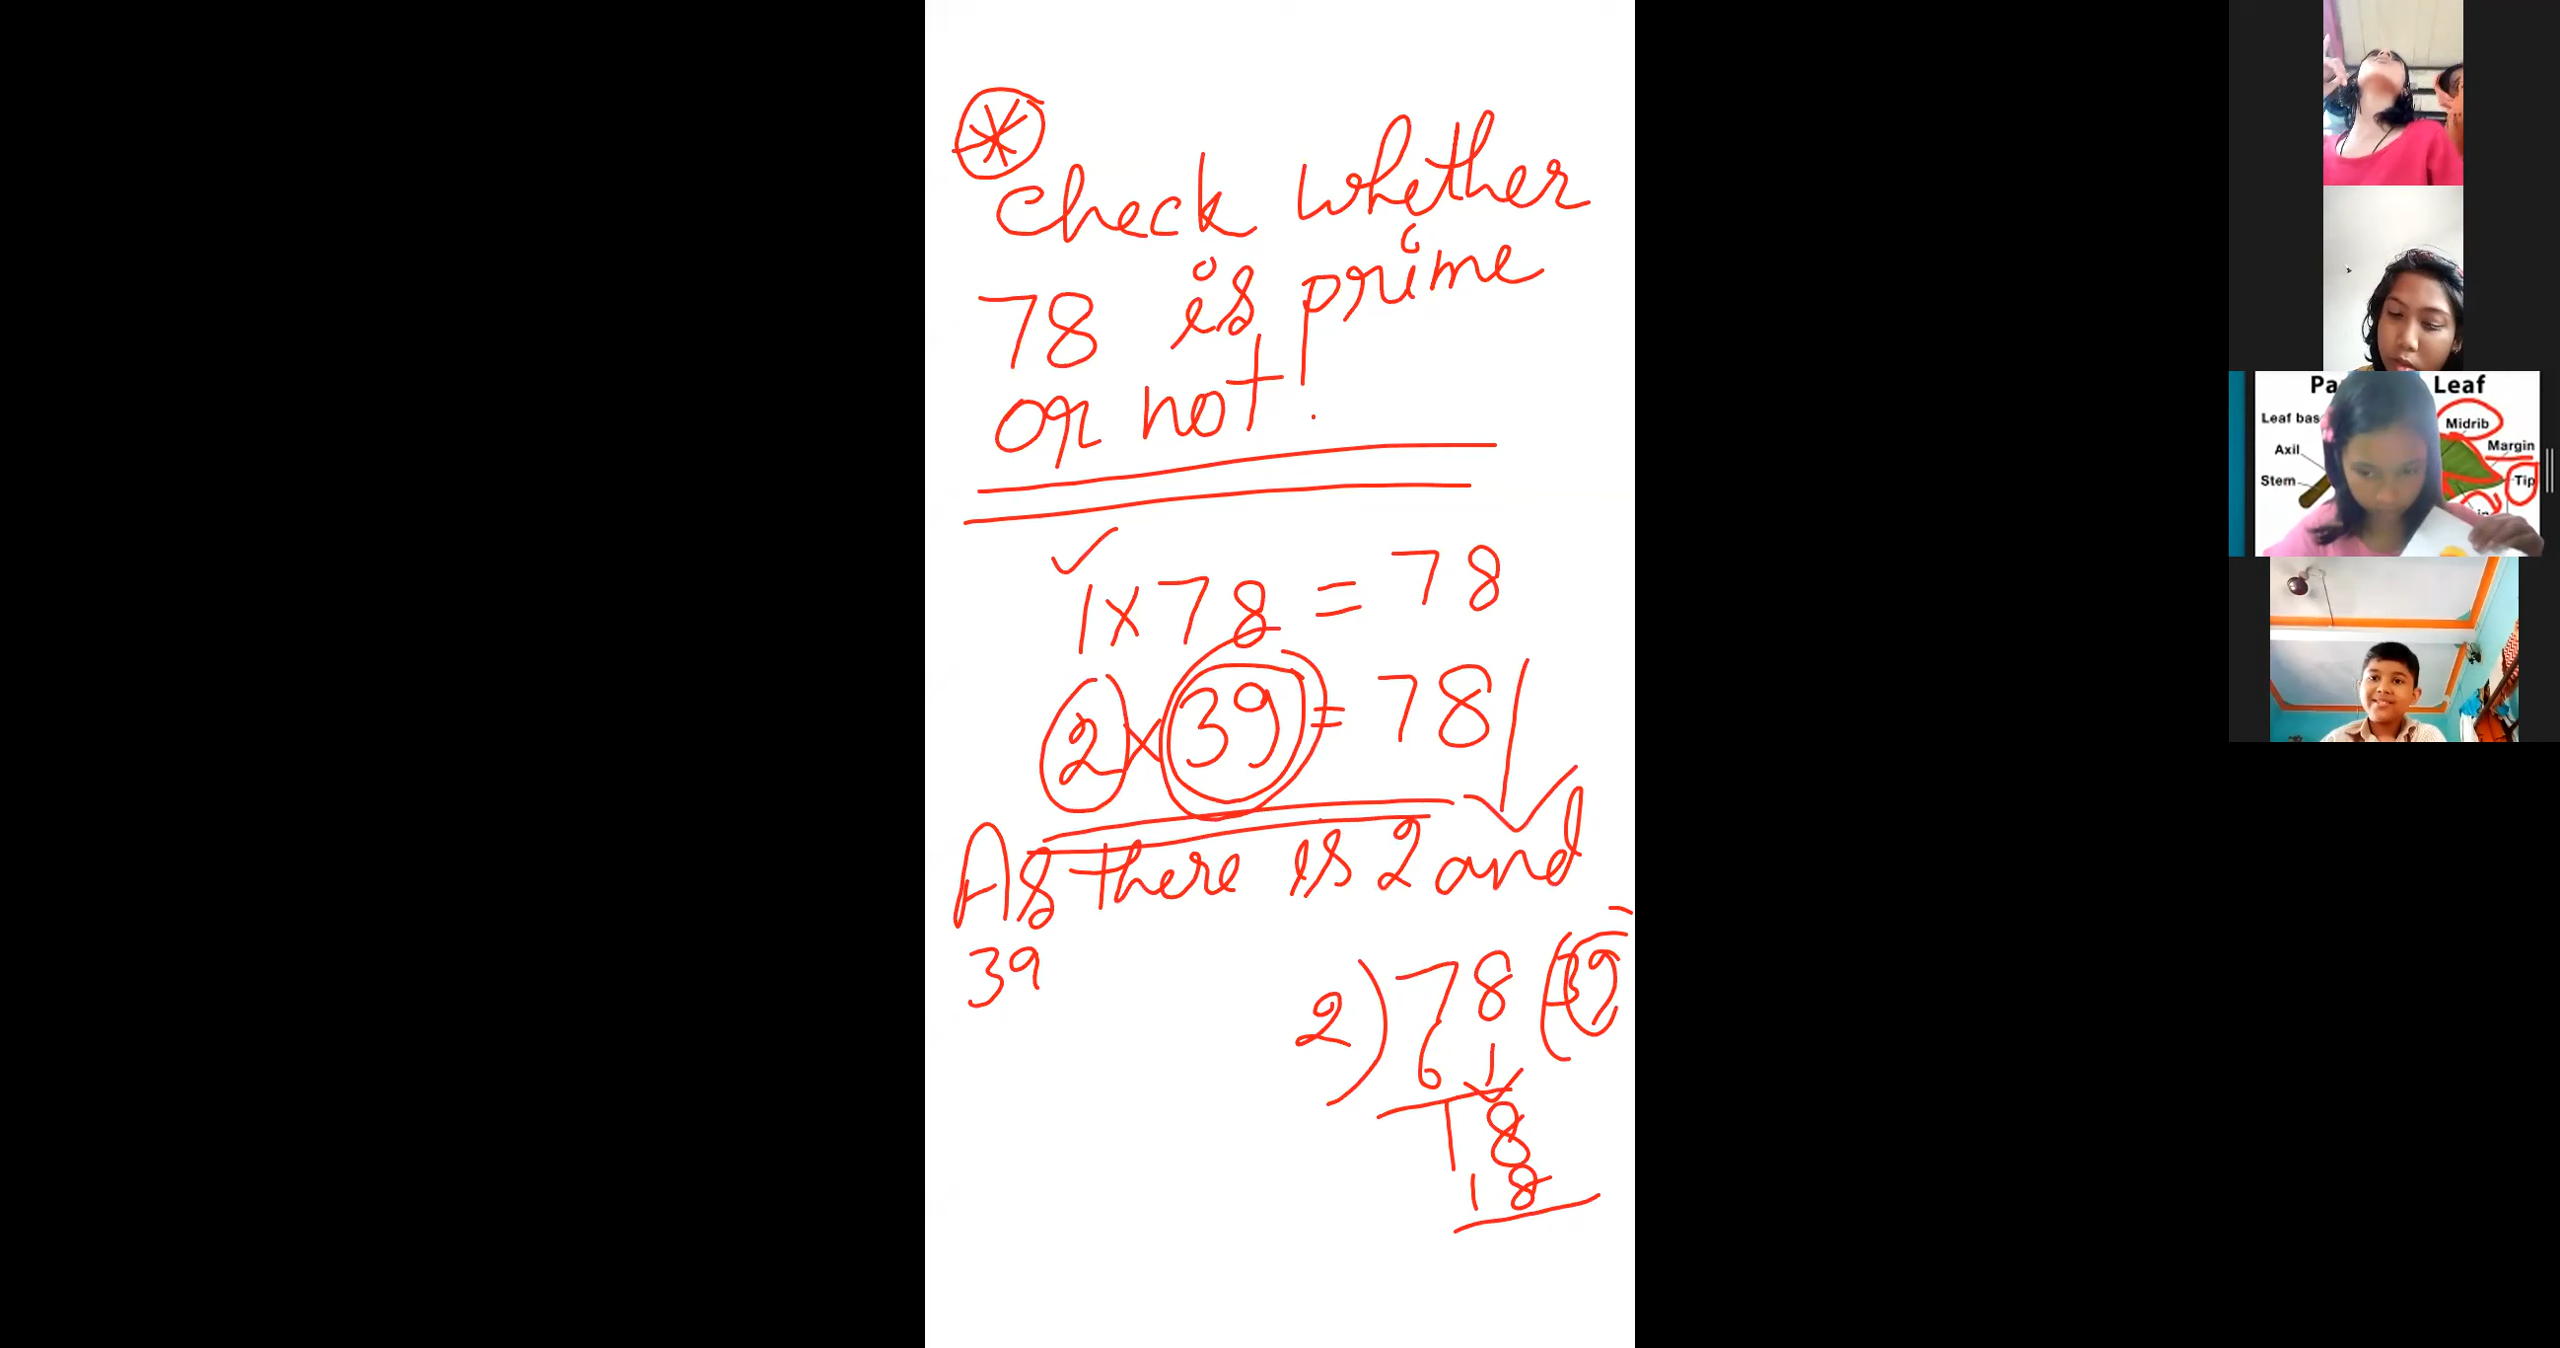 Check whether
78 is prime
or not!
1 × 78 = 78
2 × 39 = 78
As there is 2 and
39
2) 78 (39
6
18
18
Leaf
Leaf bas
Midrib
Axil
Margin
Stem
Tip